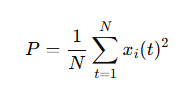 P = \frac{1}{N} \sum_{t=1}^{N} x_i(t)^2